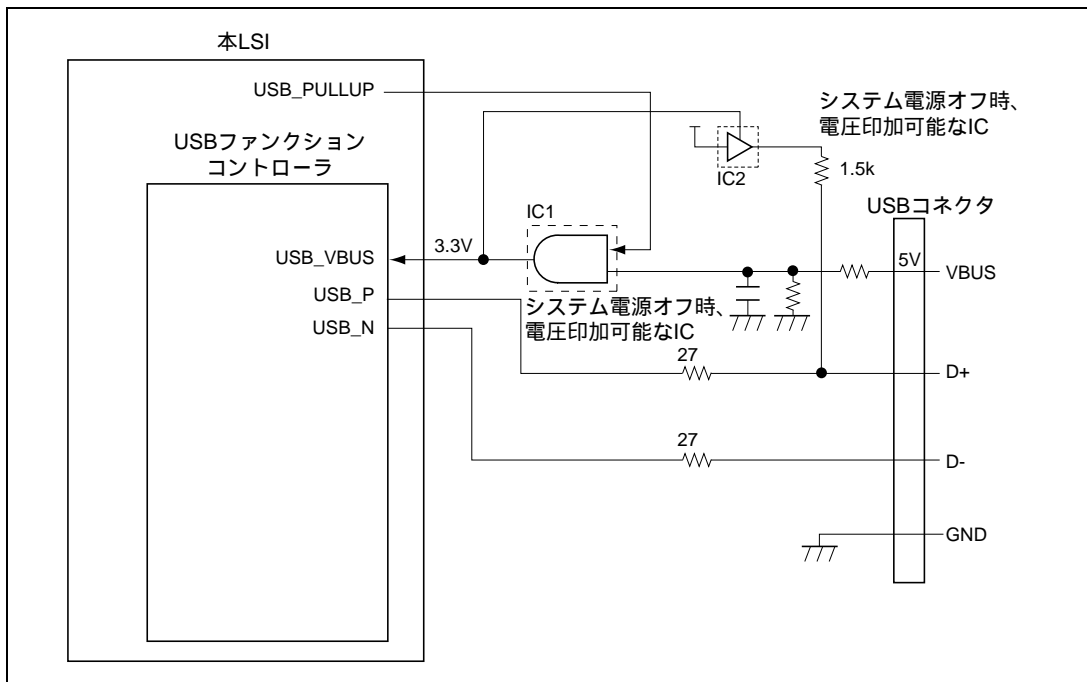 本LSI
USB_PULLUP
システム電源オフ時、
電圧印加可能なIC
USBファンクション
コントローラ
IC2
1.5k
USBコネクタ
IC1
USB_VBUS
3.3V
5V
VBUS
USB_P
システム電源オフ時、
電圧印加可能なIC
USB_N
27
D+
27
D-
GND